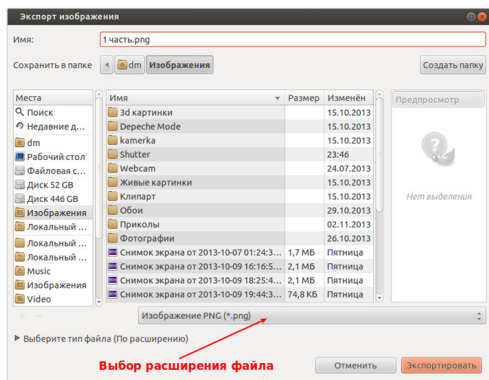 Экспорт изображения
Имя:
1 часть.png
Сохранить в папке
dm
Изображения
Создать папку
Места
Имя
Размер
Изменён
Предпросмотр
Поиск
Недавние д...
dm
Рабочий стол
Файловая с...
Диск 52 GB
Диск 446 GB
Изображения
Локальный ...
Локальный ...
Локальный ...
Music
Изображения
Video
3d картинки 15.10.2013
Depeche Mode 15.10.2013
kamerka 15.10.2013
Shutter 23:46
Webcam 24.07.2013
Живые картинки 15.10.2013
Клипарт 15.10.2013
Обои 29.10.2013
Приколы 02.11.2013
Фотографии 26.10.2013
Снимок экрана от 2013-10-07 01:24:3... 1,7 МБ Пятница
Снимок экрана от 2013-10-09 16:16:5... 2,1 МБ Пятница
Снимок экрана от 2013-10-09 18:25:4... 2,1 МБ Пятница
Снимок экрана от 2013-10-09 19:44:3... 74,8 КБ Пятница
Нет выделения
Изображение PNG (*.png)
Выберите тип файла (По расширению)
Выбор расширения файла
Отменить
Экспортировать